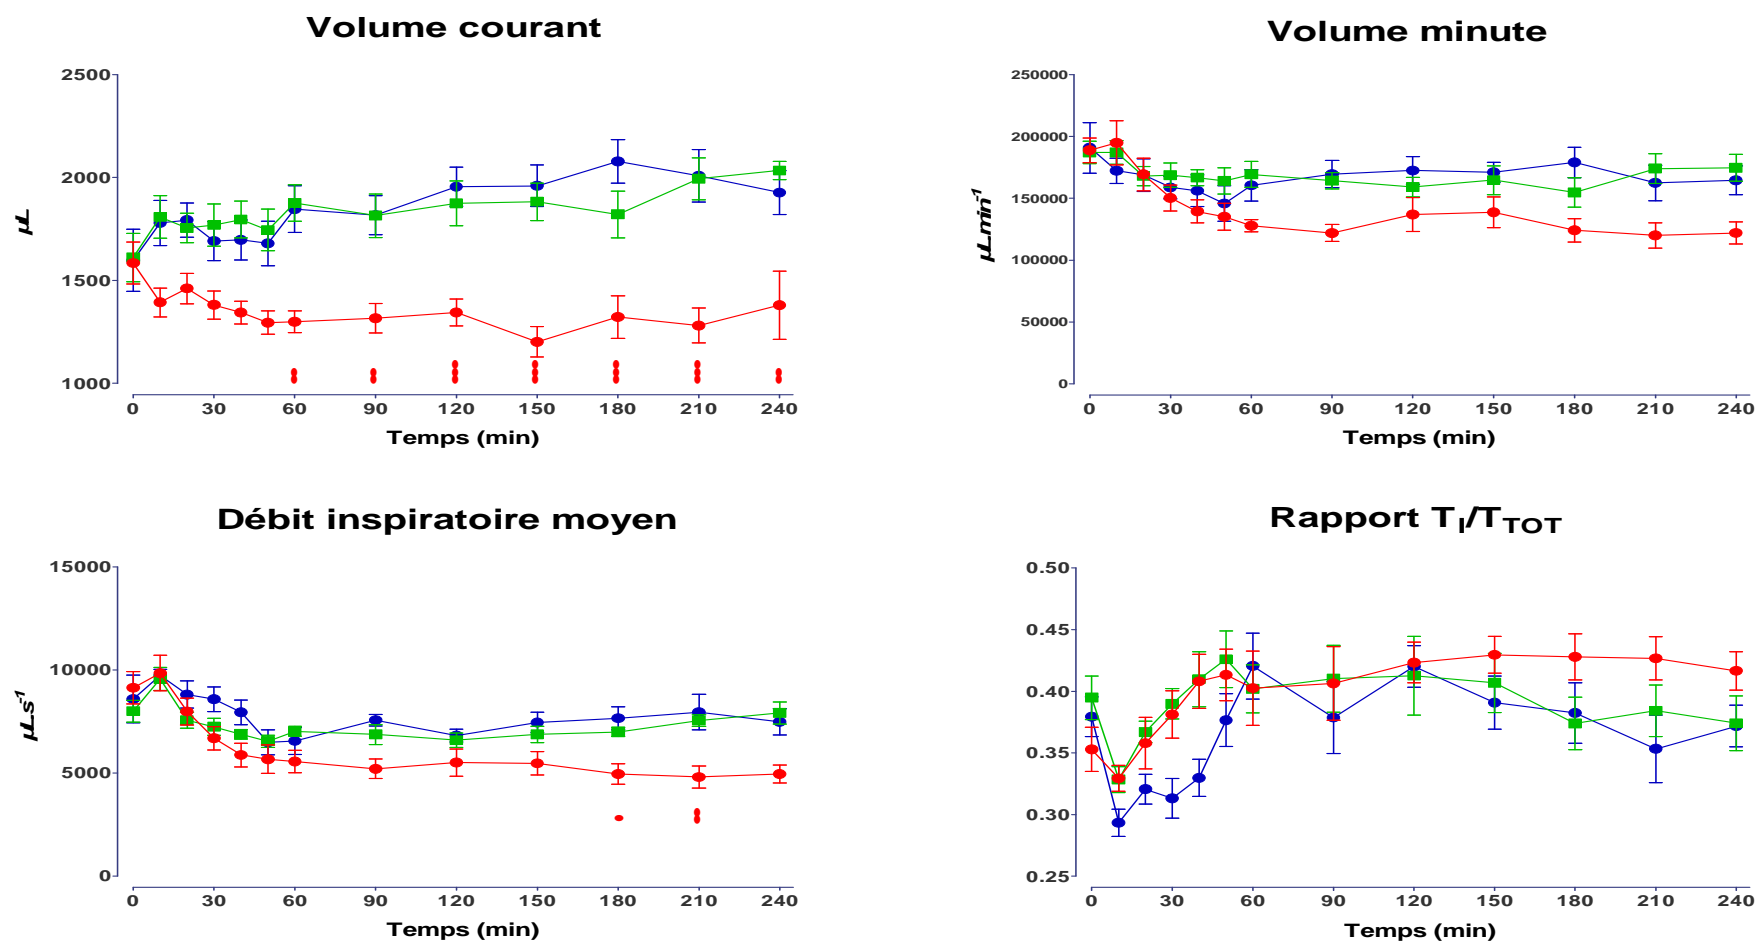 Volume courant
2500
2000
1500
1000
µL
0 30 60 90 120 150 180 210 240
Temps (min)
Volume minute
250000
200000
150000
100000
50000
0
µL.min-1
0 30 60 90 120 150 180 210 240
Temps (min)
Débit inspiratoire moyen
15000
10000
5000
0
µL.s-1
0 30 60 90 120 150 180 210 240
Temps (min)
Rapport TI/TTOT
0.50
0.45
0.40
0.35
0.30
0.25
0 30 60 90 120 150 180 210 240
Temps (min)